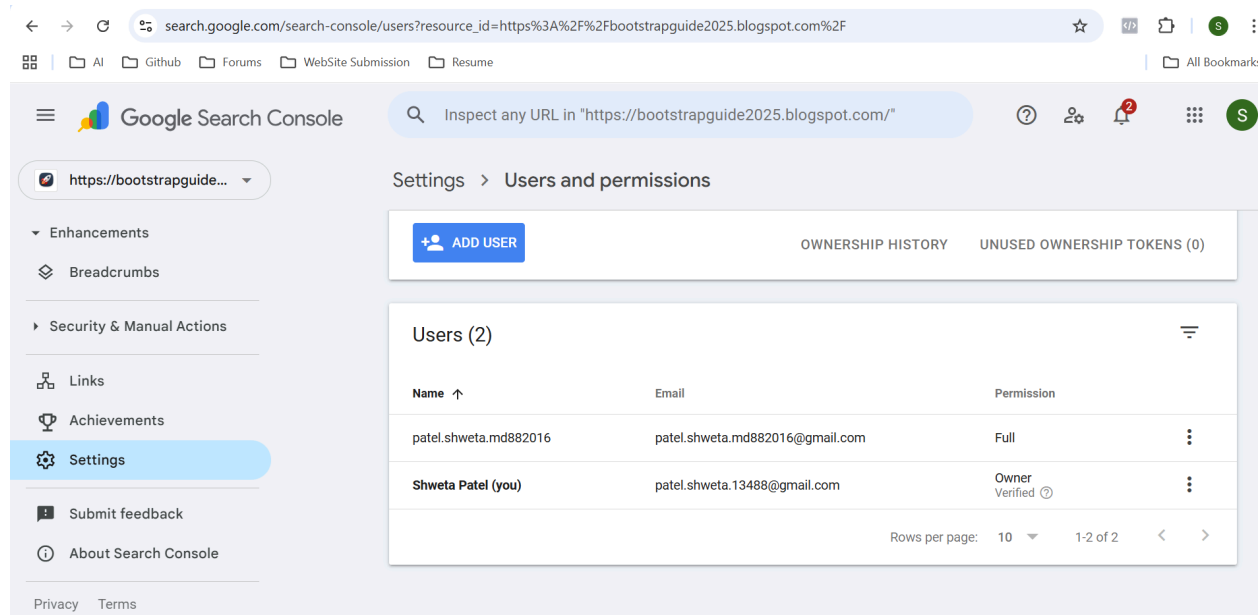 search.google.com/search-console/users?resource_id=https%3A%2F%2Fbootstrapguide2025.blogspot.com%2F
S
AI Github Forums WebSite Submission Resume All Bookmarks
Google Search Console
Inspect any URL in "https://bootstrapguide2025.blogspot.com/"
2
S
https://bootstrapguide...
Settings > Users and permissions
Enhancements
Breadcrumbs
Security & Manual Actions
Links
Achievements
Settings
Submit feedback
About Search Console
Privacy Terms
ADD USER
OWNERSHIP HISTORY UNUSED OWNERSHIP TOKENS (0)
Users (2)
Name Email Permission
patel.shweta.md882016 patel.shweta.md882016@gmail.com Full
Shweta Patel (you) patel.shweta.13488@gmail.com Owner
Verified
Rows per page: 10 1-2 of 2